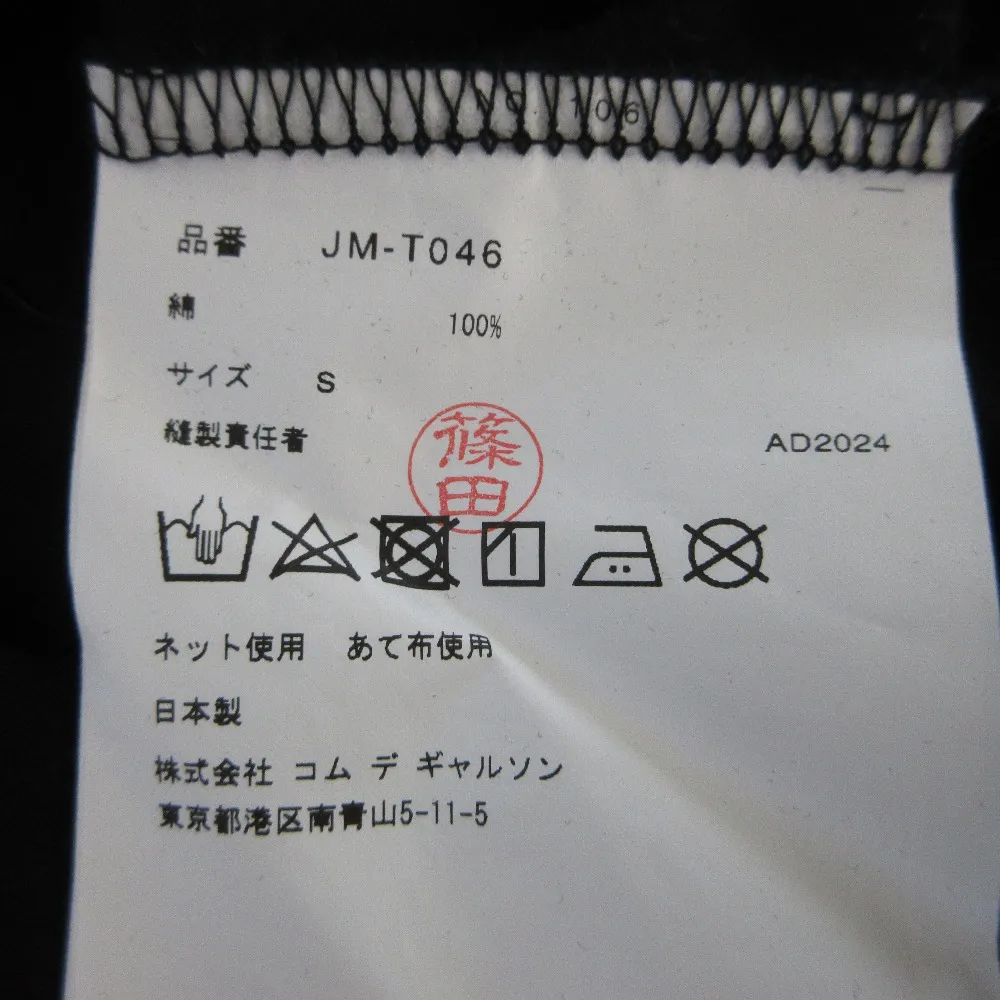 NO. 106
品番 JM-T046
綿 100%
サイズ S
縫製責任者 篠田 AD2024
ネット使用 あて布使用
日本製
株式会社 コム デ ギャルソン
東京都港区南青山5-11-5